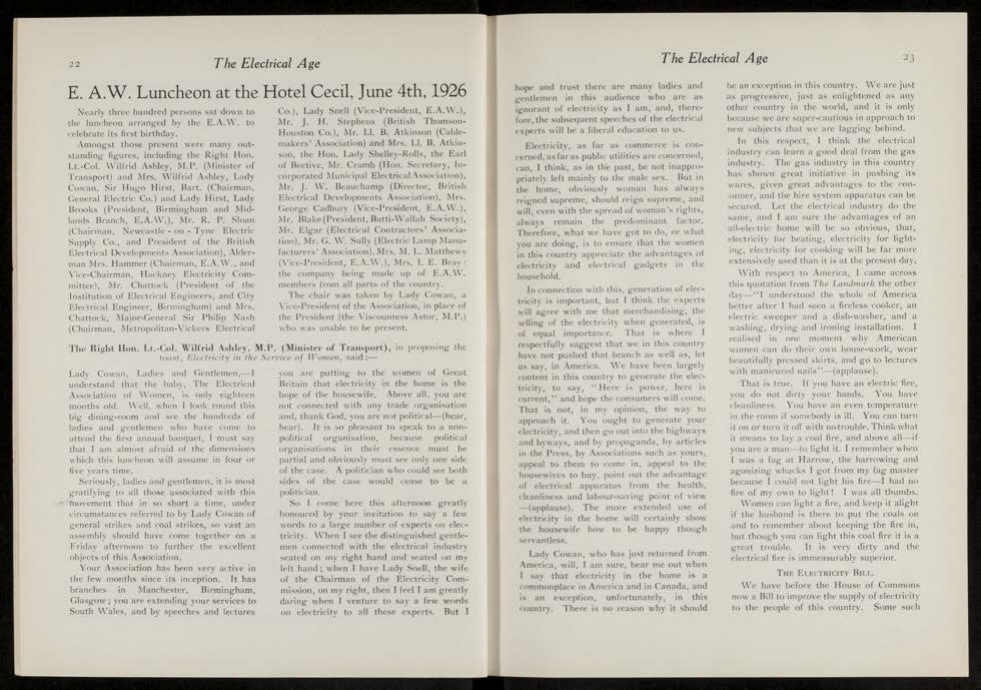 22
The Electrical Age
E. A.W. Luncheon at the Hotel Cecil, June 4th, 1926
Nearly three hundred persons sat down to
the luncheon arranged by the E.A.W. to
celebrate its first birthday.
Amongst those present were many out-
standing figures, including the Right Hon.
Lt.-Col. Wilfrid Ashley, M.P. (Minister of
Transport) and Mrs. Wilfrid Ashley, Lady
Cowan, Sir Hugo Hirst, Bart. (Chairman,
General Electric Co.) and Lady Hirst, Lady
Brooks (President, Birmingham and Mid-
lands Branch, E.A.W.), Mr. R. P. Sloan
(Chairman, Newcastle - on - Tyne Electric
Supply Co., and President of the British
Electrical Developments Association), Alder-
man Mrs. Hammer (Chairman, E.A.W., and
Vice-Chairman, Hackney Electricity Com-
mittee), Mr. Chattock (President of the
Institution of Electrical Engineers, and City
Electrical Engineer, Birmingham) and Mrs.
Chattock, Major-General Sir Philip Nash
(Chairman, Metropolitan-Vickers Electrical
Co.), Lady Snell (Vice-President, E.A.W.),
Mr. J. H. Stephens (British Thomson-
Houston Co.), Mr. Ll. B. Atkinson (Cable-
makers' Association) and Mrs. Ll. B. Atkin-
son, the Hon. Lady Shelley-Rolls, the Earl
of Bective, Mr. Cramb (Hon. Secretary, In-
corporated Municipal Electrical Association),
Mr. J. W. Beauchamp (Director, British
Electrical Developments Association), Mrs.
George Cadbury (Vice-President, E.A.W.),
Mr. Blake (President, Batti-Wallah Society),
Mr. Elgar (Electrical Contractors' Associa-
tion), Mr. G. W. Sully (Electric Lamp Manu-
facturers' Association), Mrs. M. L. Matthews
(Vice-President, E.A.W.), Mrs. I. E. Bray
the company being made up of E.A.W.
members from all parts of the country.
The chair was taken by Lady Cowan, a
Vice-President of the Association, in place of
the President (the Viscountess Astor, M.P.)
who was unable to be present.
The Right Hon. Lt.-Col. Wilfrid Ashley, M.P. (Minister of Transport), in proposing the
toast, Electricity in the Service of Women, said:—
Lady Cowan, Ladies and Gentlemen,—I
understand that the baby, The Electrical
Association of Women, is only eighteen
months old. Well, when I look round this
big dining-room and see the hundreds of
ladies and gentlemen who have come to
attend the first annual banquet, I must say
that I am almost afraid of the dimensions
which this luncheon will assume in four or
five years time.
Seriously, ladies and gentlemen, it is most
gratifying to all those associated with this
movement that in so short a time, under
circumstances referred to by Lady Cowan of
general strikes and coal strikes, so vast an
assembly should have come together on a
Friday afternoon to further the excellent
objects of this Association.
Your Association has been very active in
the few months since its inception. It has
branches in Manchester, Birmingham,
Glasgow; you are extending your services to
South Wales, and by speeches and lectures
you are putting to the women of Great
Britain that electricity in the home is the
hope of the housewife. Above all, you are
not connected with any trade organisation
and, thank God, you are not political—(hear,
hear). It is so pleasant to speak to a non-
political organisation, because political
organisations in their essence must be
partial and obviously must see only one side
of the case. A politician who could see both
sides of the case would cease to be a
politician.
So I come here this afternoon greatly
honoured by your invitation to say a few
words to a large number of experts on elec-
tricity. When I see the distinguished gentle-
men connected with the electrical industry
seated on my right hand and seated on my
left hand; when I have Lady Snell, the wife
of the Chairman of the Electricity Com-
mission, on my right, then I feel I am greatly
daring when I venture to say a few words
on electricity to all these experts. But I
The Electrical Age
23
hope and trust there are many ladies and
gentlemen in this audience who are as
ignorant of electricity as I am, and, there-
fore, the subsequent speeches of the electrical
experts will be a liberal education to us.
Electricity, as far as commerce is con-
cerned, as far as public utilities are concerned,
can, I think, as in the past, be not inappro-
priately left mainly to the male sex. But in
the home, obviously woman has always
reigned supreme, should reign supreme, and
will, even with the spread of woman's rights,
always remain the predominant factor.
Therefore, what we have got to do, or what
you are doing, is to ensure that the women
in this country appreciate the advantages of
electricity and electrical gadgets in the
household.
In connection with this, generation of elec-
tricity is important, but I think the experts
will agree with me that merchandising, the
selling of the electricity when generated, is
of equal importance. That is where I
respectfully suggest that we in this country
have not pushed that branch as well as, let
us say, in America. We have been largely
content in this country to generate the elec-
tricity, to say, "Here is power, here is
current," and hope the consumers will come.
That is not, in my opinion, the way to
approach it. You ought to generate your
electricity, and then go out into the highways
and byways, and by propaganda, by articles
in the Press, by Associations such as yours,
appeal to them to come in, appeal to the
housewives to buy, point out the advantage
of electrical apparatus from the health,
cleanliness and labour-saving point of view
—(applause). The more extended use of
electricity in the home will certainly show
the housewife how to be happy though
servantless.
Lady Cowan, who has just returned from
America, will, I am sure, bear me out when
I say that electricity in the home is a
commonplace in America and in Canada, and
is an exception, unfortunately, in this
country. There is no reason why it should
be an exception in this country. We are just
as progressive, just as enlightened as any
other country in the world, and it is only
because we are super-cautious in approach to
new subjects that we are lagging behind.
In this respect, I think the electrical
industry can learn a good deal from the gas
industry. The gas industry in this country
has shown great initiative in pushing its
wares, given great advantages to the con-
sumer, and the hire system apparatus can be
secured. Let the electrical industry do the
same, and I am sure the advantages of an
all-electric home will be so obvious, that,
electricity for heating, electricity for light-
ing, electricity for cooking will be far more
extensively used than it is at the present day.
With respect to America, I came across
this quotation from The Landmark the other
day—"I understood the whole of America
better after I had seen a fireless cooker, an
electric sweeper and a dish-washer, and a
washing, drying and ironing installation. I
realised in one moment why American
women can do their own house-work, wear
beautifully pressed skirts, and go to lectures
with manicured nails"—(applause).
That is true. If you have an electric fire,
you do not dirty your hands. You have
cleanliness. You have an even temperature
in the room if somebody is ill. You can turn
it on or turn it off with no trouble. Think what
it means to lay a coal fire, and above all—if
you are a man—to light it. I remember when
I was a fag at Harrow, the harrowing and
agonizing whacks I got from my fag master
because I could not light his fire—I had no
fire of my own to light! I was all thumbs.
Women can light a fire, and keep it alight
if the husband is there to put the coals on
and to remember about keeping the fire in,
but though you can light this coal fire it is a
great trouble. It is very dirty and the
electrical fire is immeasurably superior.
THE ELECTRICITY BILL.
We have before the House of Commons
now a Bill to improve the supply of electricity
to the people of this country. Some such